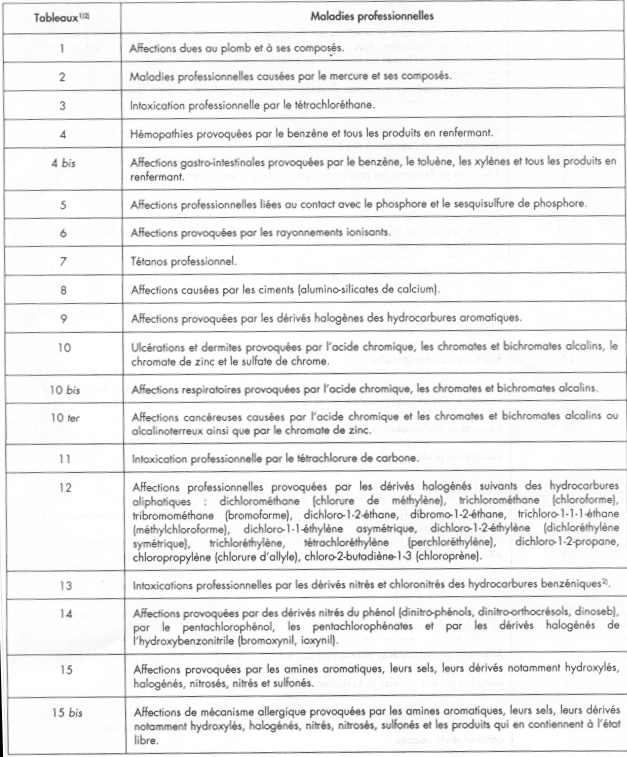 Tableaux1)2) Maladies professionnelles
1 Affections dues au plomb et à ses composés.
2 Maladies professionnelles causées par le mercure et ses composés.
3 Intoxication professionnelle par le tétrachloréthane.
4 Hémopathies provoquées par le benzène et tous les produits en renfermant.
4 bis Affections gastro-intestinales provoquées par le benzène, le toluène, les xylènes et tous les produits en
renfermant.
5 Affections professionnelles liées au contact avec le phosphore et le sesquisulfure de phosphore.
6 Affections provoquées par les rayonnements ionisants.
7 Tétanos professionnel.
8 Affections causées par les ciments (alumino-silicates de calcium).
9 Affections provoquées par les dérivés halogènes des hydrocarbures aromatiques.
10 Ulcérations et dermites provoquées par l'acide chromique, les chromates et bichromates alcalins, le
chromate de zinc et le sulfate de chrome.
10 bis Affections respiratoires provoquées par l'acide chromique, les chromates et bichromates alcalins.
10 ter Affections cancéreuses causées par l'acide chromique et les chromates et bichromates alcalins ou
alcalinoterreux ainsi que par le chromate de zinc.
11 Intoxication professionnelle par le tétrachlorure de carbone.
12 Affections professionnelles provoquées par les dérivés halogénés suivants des hydrocarbures
aliphatiques : dichlorométhane (chlorure de méthylène), trichlorométhane (chloroforme),
tribromométhane (bromoforme), dichloro-1-2-éthane, dibromo-1-2-éthane, trichloro-1-1-1-éthane
(méthylchloroforme), dichloro-1-1-éthylène asymétrique, dichloro-1-2-éthylène (dichloréthylène
symétrique), trichloréthylène, tétrachloréthylène (perchloréthylène), dichloro-1-2-propane,
chloropropylène (chlorure d'allyle), chloro-2-butadiène-1-3 (chloroprène).
13 Intoxications professionnelles par les dérivés nitrés et chloronitrés des hydrocarbures benzéniques2).
14 Affections provoquées par des dérivés nitrés du phénol (dinitro-phénols, dinitro-orthocrésols, dinoseb),
par le pentachlorophénol, les pentachlorophénates et par les dérivés halogénés de
l'hydroxybenzonitrile (bromoxynil, ioxynil).
15 Affections provoquées par les amines aromatiques, leurs sels, leurs dérivés notamment hydroxylés,
halogénés, nitrosés, nitrés et sulfonés.
15 bis Affections de mécanisme allergique provoquées par les amines aromatiques, leurs sels, leurs dérivés
notamment hydroxylés, halogénés, nitrés, nitrosés, sulfonés et les produits qui en contiennent à l'état
libre.